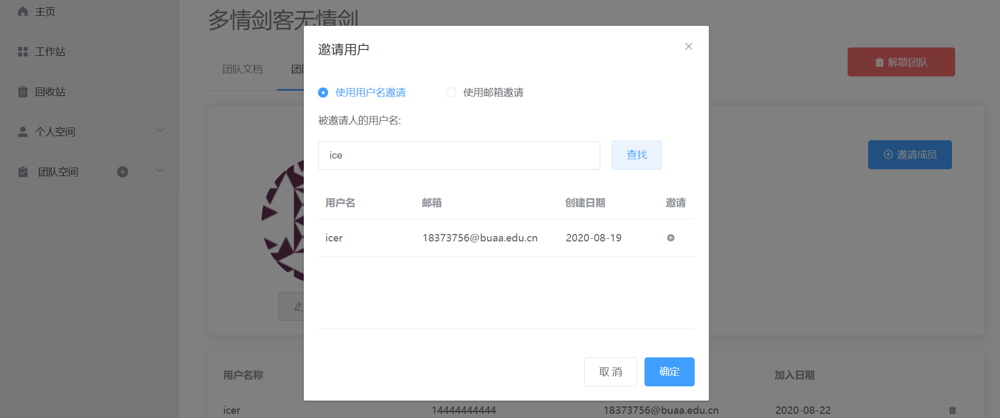 主页
工作站
回收站
个人空间
团队空间
多情剑客无情剑
团队文档
解散团队
邀请成员
邀请用户
使用用户名邀请 使用邮箱邀请
被邀请人的用户名:
ice 查找
用户名 邮箱 创建日期 邀请
icer 18373756@buaa.edu.cn 2020-08-19
取 消 确定
用户名称 加入日期
icer 14444444444 18373756@buaa.edu.cn 2020-08-22